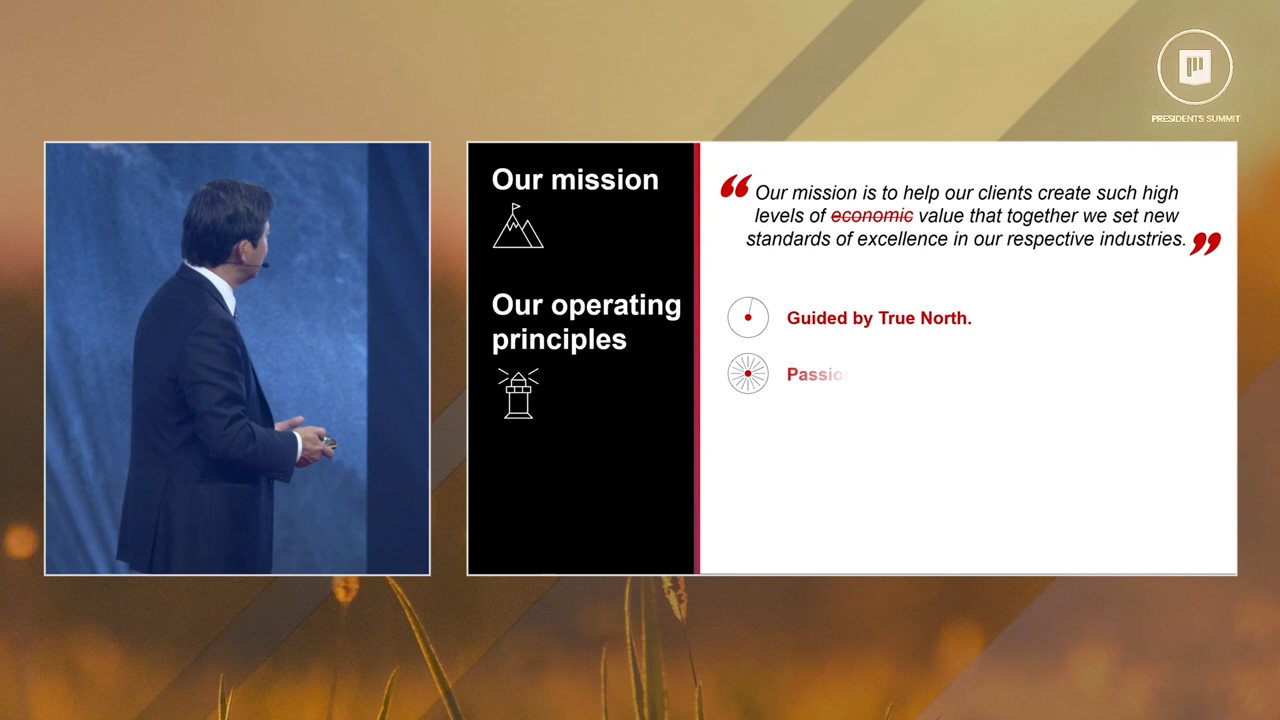 PRESIDENTS SUMMIT
Our mission
“Our mission is to help our clients create such high
levels of economic value that together we set new
standards of excellence in our respective industries.”
Our operating
principles
Guided by True North.
Passio